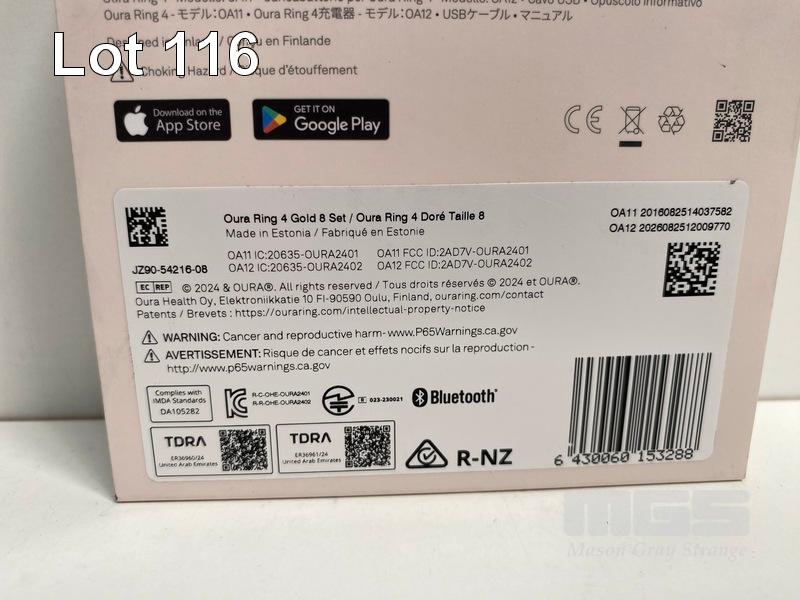 Oura Ring 4 - モデル:OA11 • Oura Ring 4充電器 - モデル:OA12 • USBケーブル • マニュアル
Designed in Finland / Conçu en Finlande
Lot 116
Choking Hazard / Risque d'étouffement
Download on the
App Store
GET IT ON
Google Play
Oura Ring 4 Gold 8 Set / Oura Ring 4 Doré Taille 8
Made in Estonia / Fabriqué en Estonie
OA11 2016082514037582
OA12 2026082512009770
OA11 IC:20635-OURA2401 OA11 FCC ID:2AD7V-OURA2401
OA12 IC:20635-OURA2402 OA12 FCC ID:2AD7V-OURA2402
JZ90-54216-08
EC REP © 2024 & OURA®. All rights reserved / Tous droits réservés © 2024 et OURA®.
Oura Health Oy, Elektroniikkatie 10 FI-90590 Oulu, Finland, ouraring.com/contact
Patents / Brevets : https://ouraring.com/intellectual-property-notice
WARNING: Cancer and reproductive harm- www.P65Warnings.ca.gov
AVERTISSEMENT: Risque de cancer et effets nocifs sur la reproduction -
http://www.p65warnings.ca.gov
Complies with
IMDA Standards
DA105282
R-C-OHE-OURA2401
R-R-OHE-OURA2402
R 023-230021
Bluetooth®
TDRA
ER36960/24
United Arab Emirates
TDRA
ER36961/24
United Arab Emirates
R-NZ
6 430060 153288
MGS
Mason Gray Strange